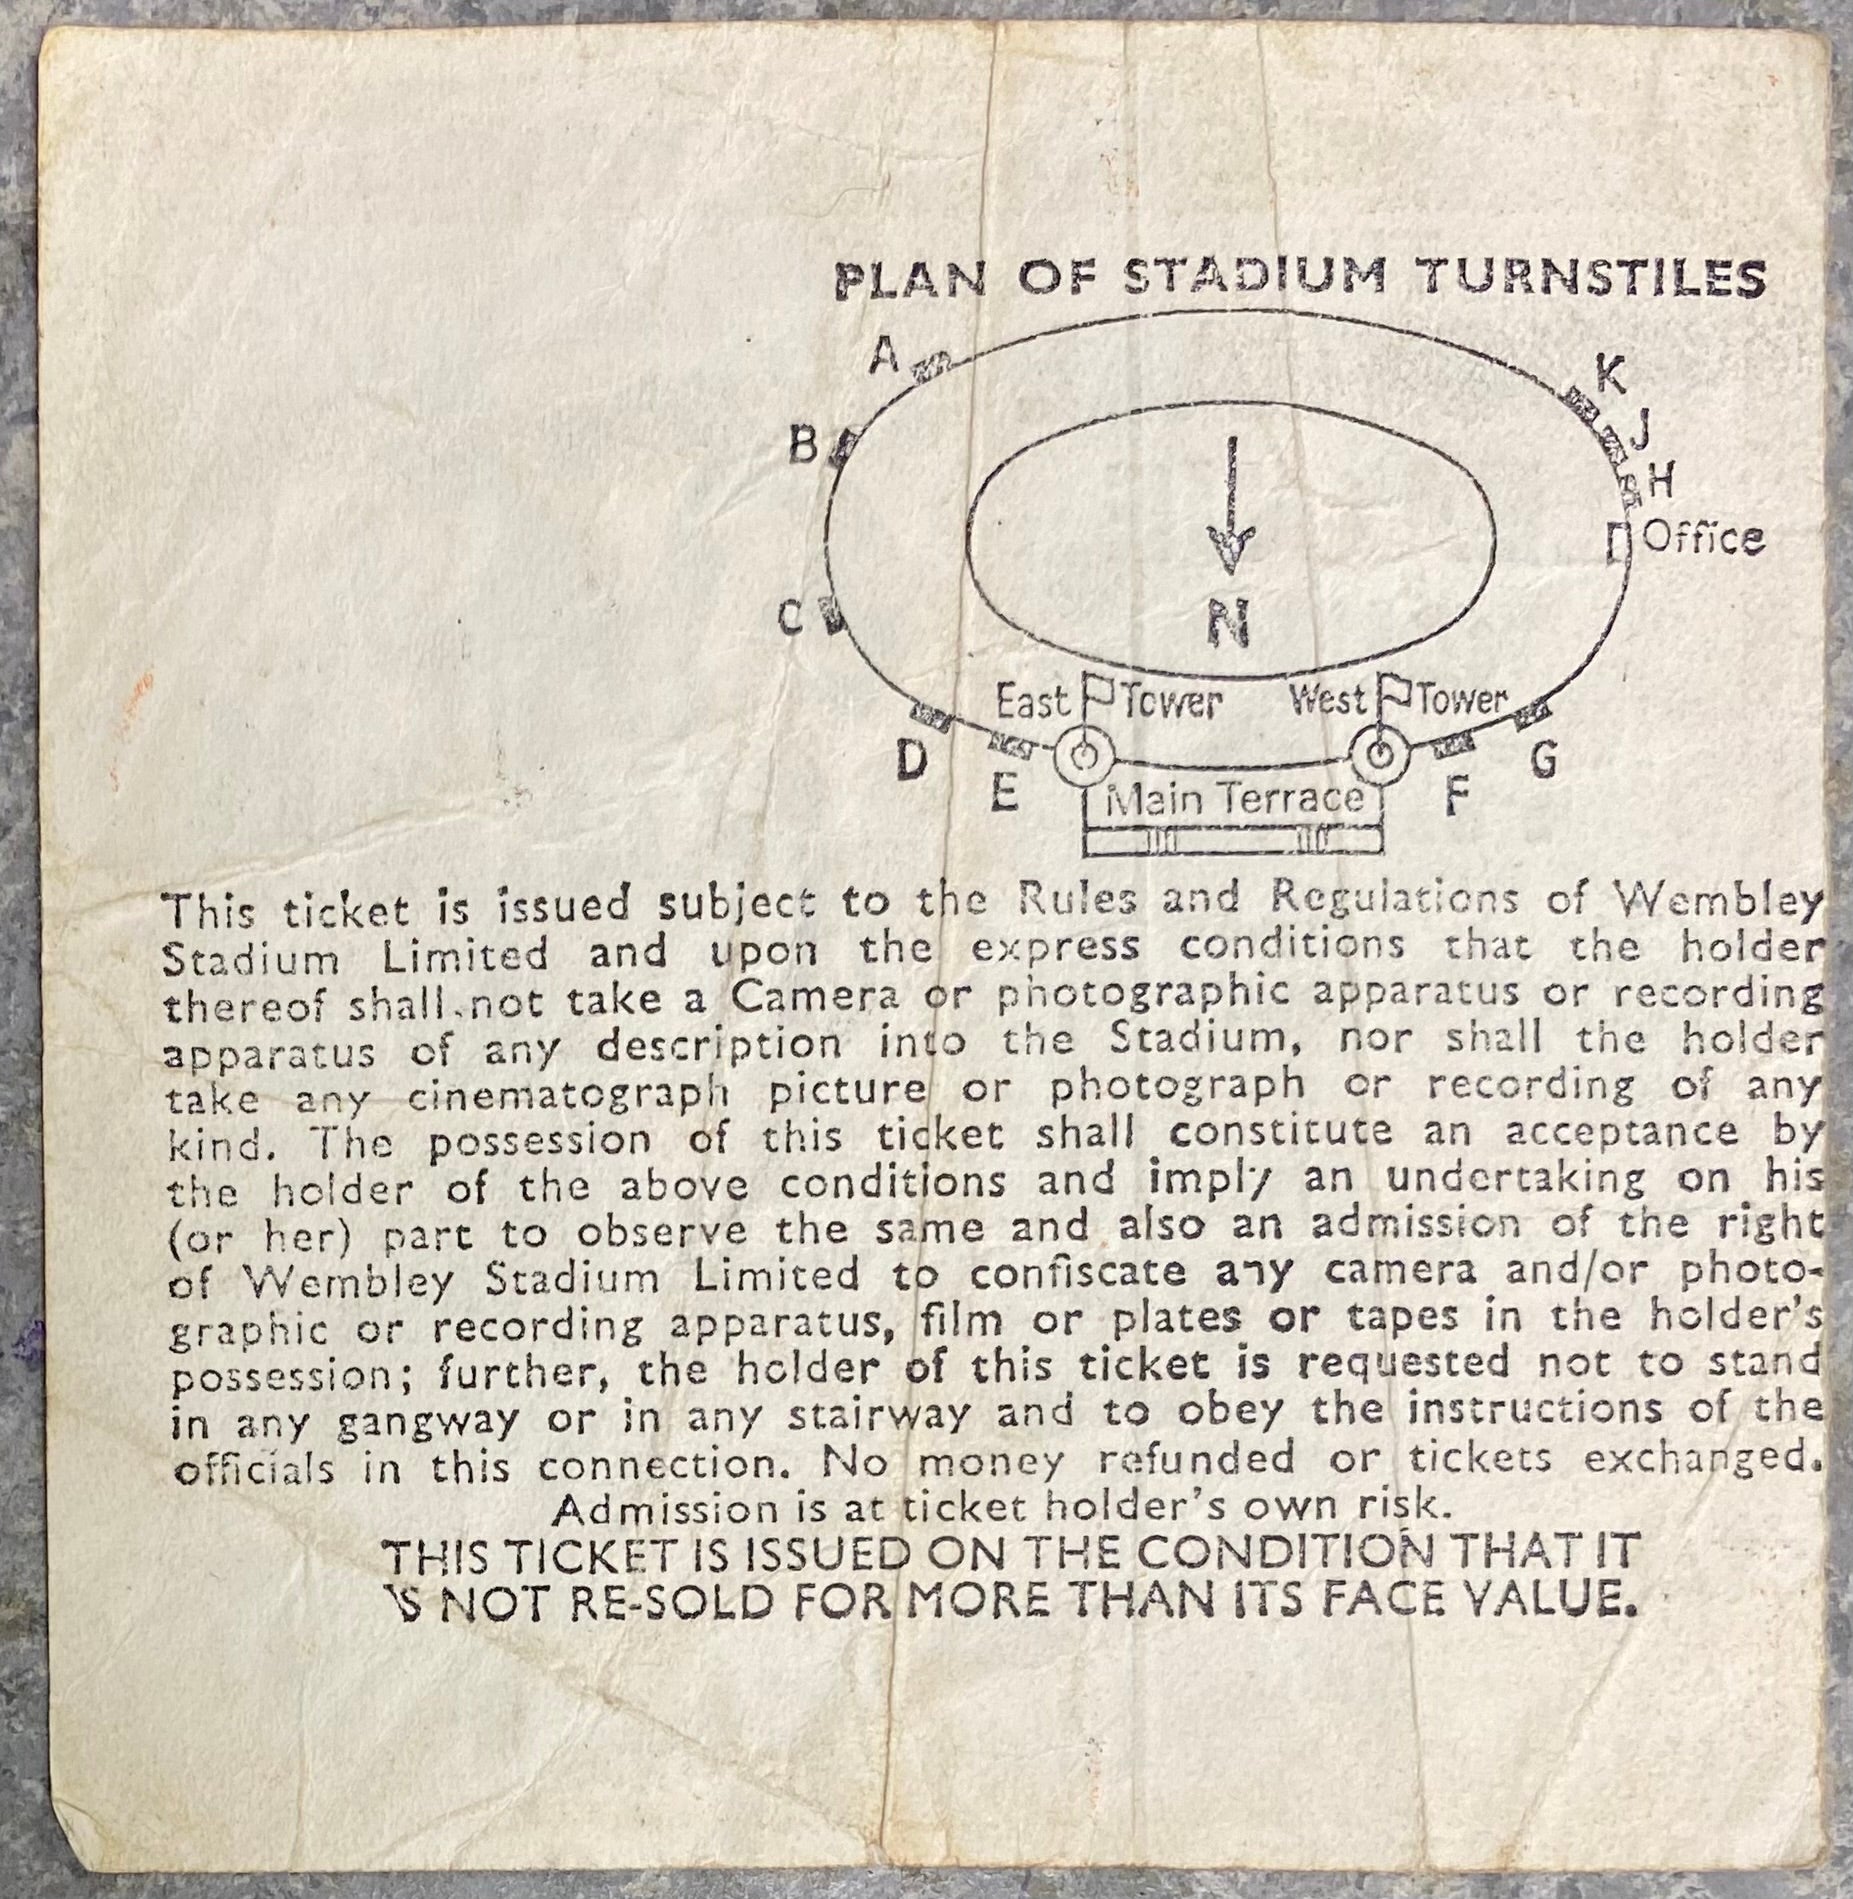 PLAN OF STADIUM TURNSTILES
A
K
B
J
H
Office
N
C
East Tower
West Tower
D
E
F
G
Main Terrace
This ticket is issued subject to the Rules and Regulations of Wembley
Stadium Limited and upon the express conditions that the holder
thereof shall not take a Camera or photographic apparatus or recording
apparatus of any description into the Stadium, nor shall the holder
take any cinematograph picture or photograph or recording of any
kind. The possession of this ticket shall constitute an acceptance by
the holder of the above conditions and imply an undertaking on his
(or her) part to observe the same and also an admission of the right
of Wembley Stadium Limited to confiscate any camera and/or photo-
graphic or recording apparatus, film or plates or tapes in the holder's
possession; further, the holder of this ticket is requested not to stand
in any gangway or in any stairway and to obey the instructions of the
officials in this connection. No money refunded or tickets exchanged.
Admission is at ticket holder's own risk.
THIS TICKET IS ISSUED ON THE CONDITION THAT IT
IS NOT RE-SOLD FOR MORE THAN ITS FACE VALUE.